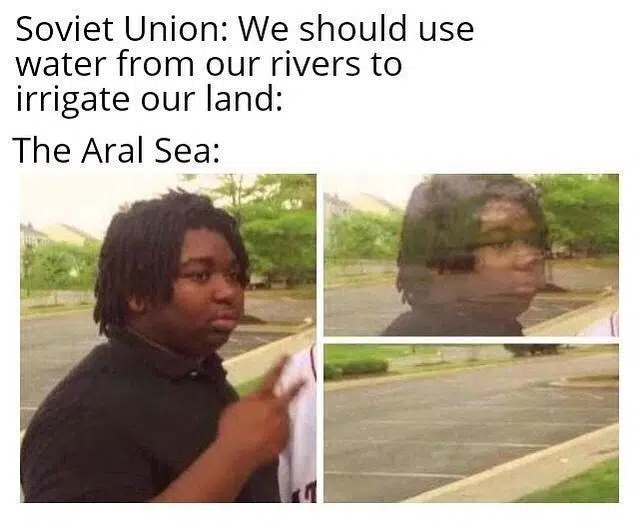 Soviet Union: We should use
water from our rivers to
irrigate our land:
The Aral Sea: